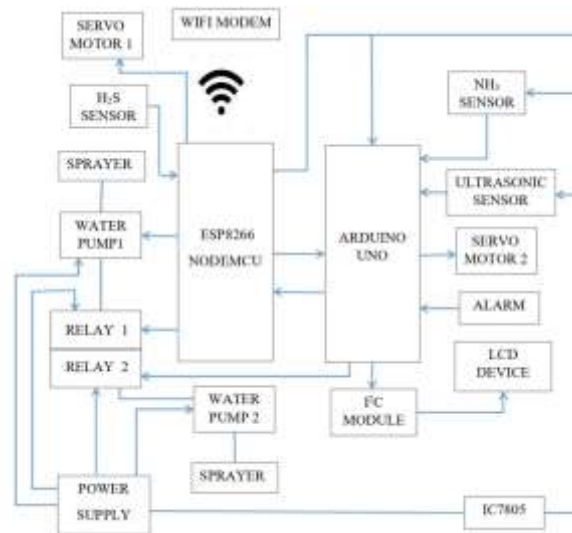 SERVO
MOTOR 1
WIFI MODEM
H₂S
SENSOR
NH₃
SENSOR
SPRAYER
ULTRASONIC
SENSOR
WATER
PUMP1
ESP8266
NODEMCU
ARDUINO
UNO
SERVO
MOTOR 2
RELAY 1
ALARM
RELAY 2
LCD
DEVICE
WATER
PUMP 2
I²C
MODULE
SPRAYER
POWER
SUPPLY
IC7805